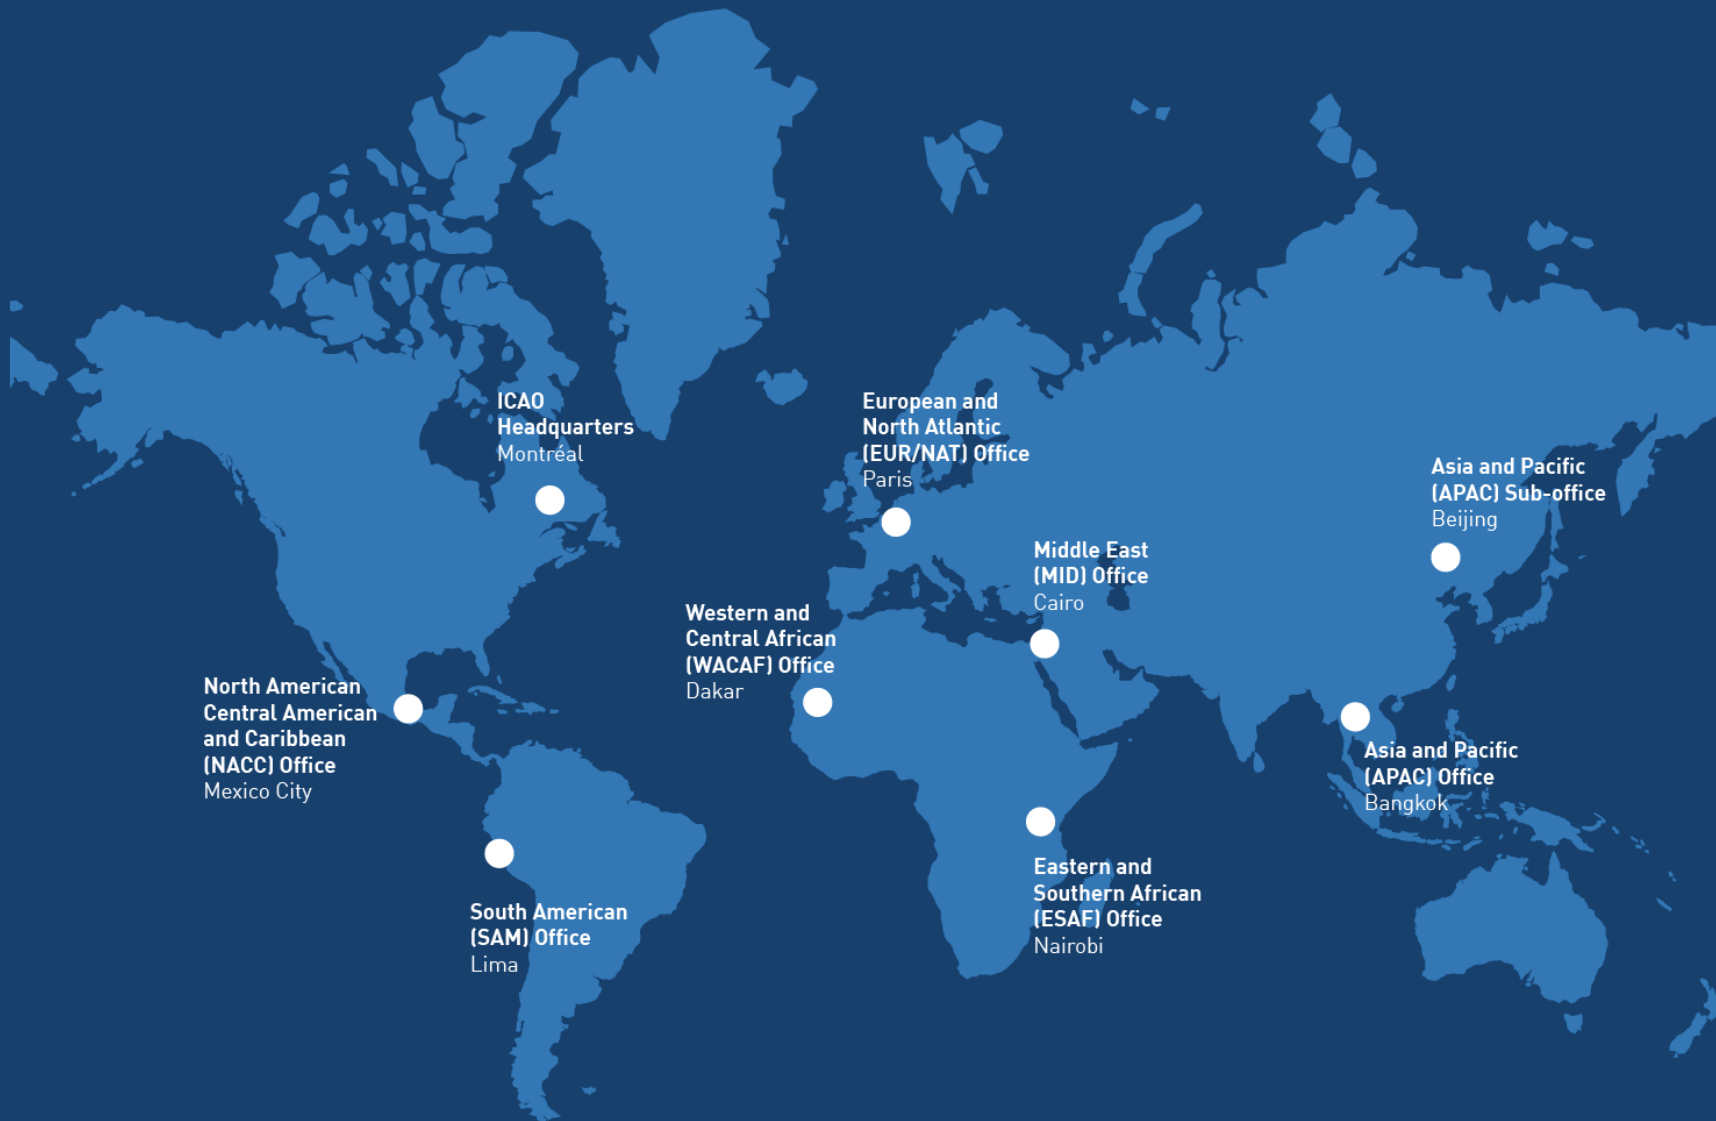 ICAO
Headquarters
Montréal
European and
North Atlantic
(EUR/NAT) Office
Paris
Asia and Pacific
(APAC) Sub-office
Beijing
Middle East
(MID) Office
Cairo
Western and
Central African
(WACAF) Office
Dakar
North American
Central American
and Caribbean
(NACC) Office
Mexico City
Asia and Pacific
(APAC) Office
Bangkok
Eastern and
Southern African
(ESAF) Office
Nairobi
South American
(SAM) Office
Lima